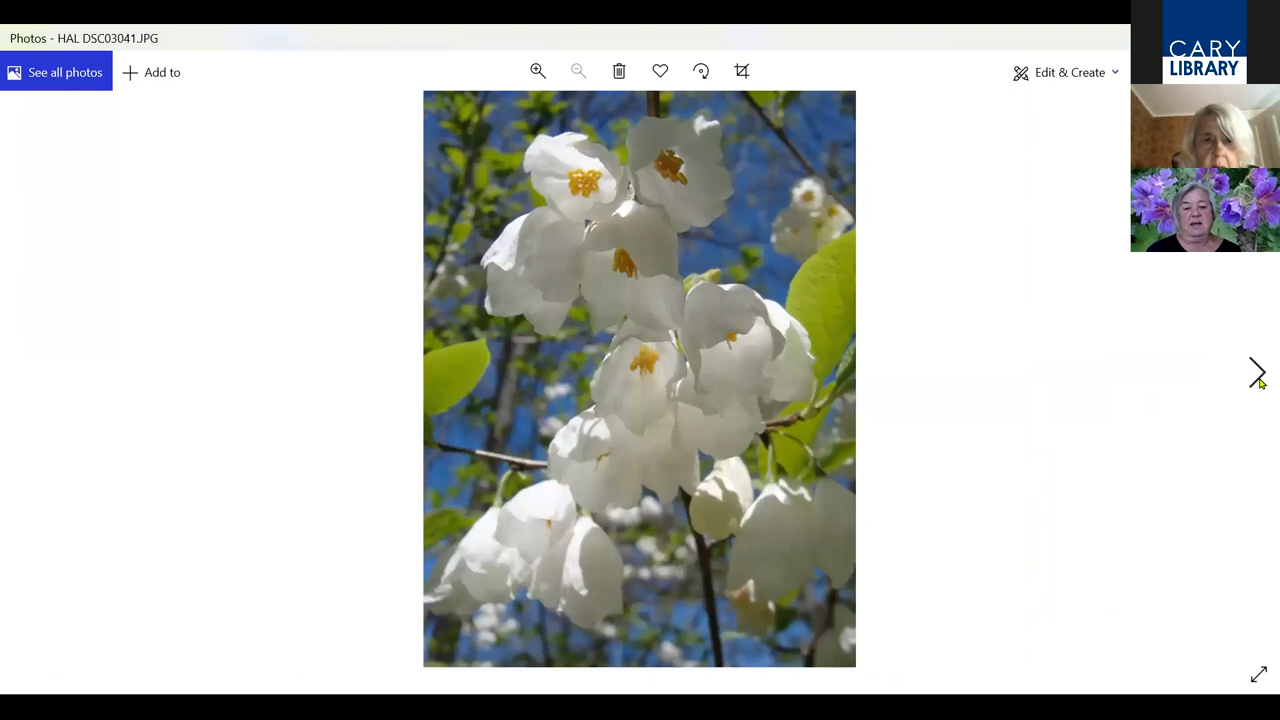 Photos - HAL DSC03041.JPG
See all photos
Add to
Edit & Create
CARY
LIBRARY